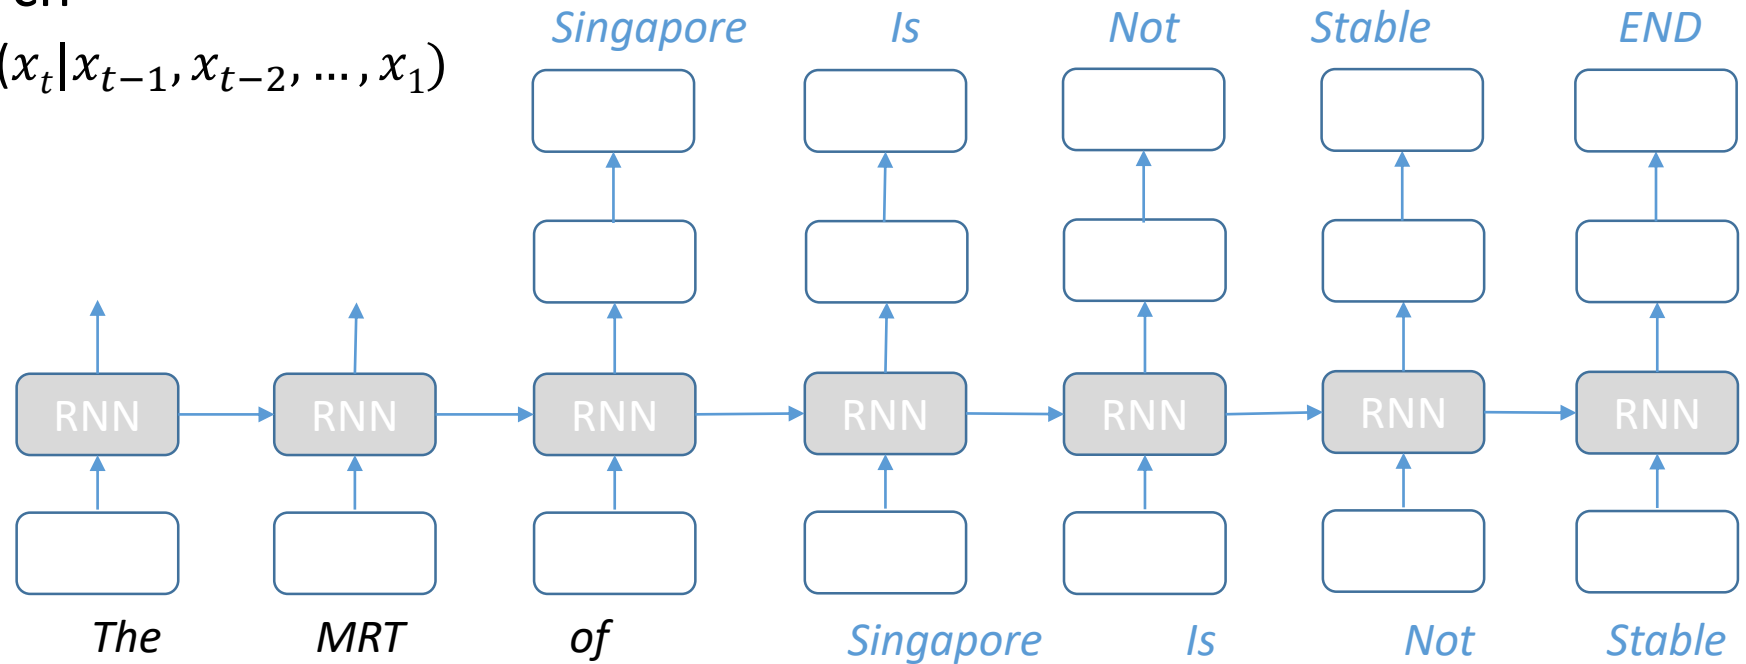 (x_t|x_{t−1}, x_{t−2}, … , x_1)
Singapore Is Not Stable END
RNN RNN RNN RNN RNN RNN RNN
The MRT of Singapore Is Not Stable